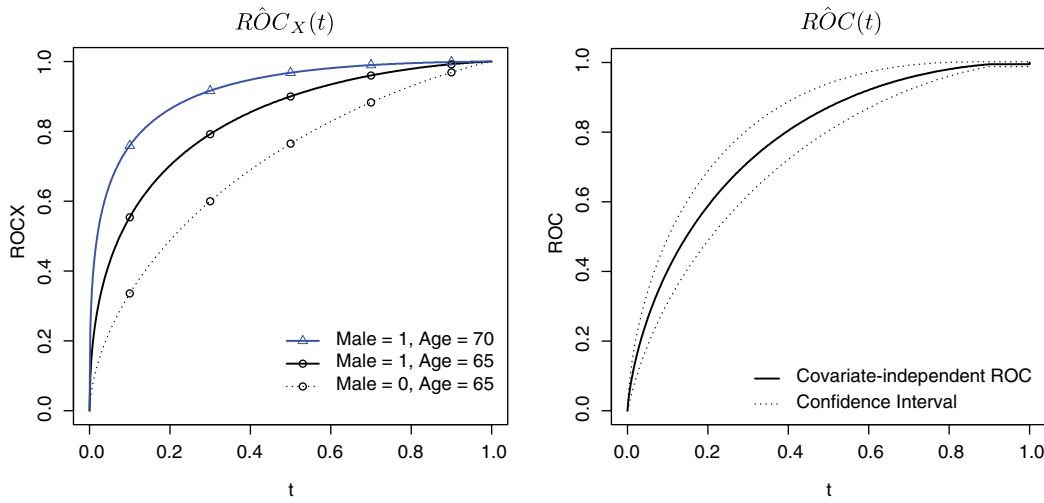 $R\hat{O}C_X(t)$
ROCX
1.0
0.8
0.6
0.4
0.2
0.0
Male = 1, Age = 70
Male = 1, Age = 65
Male = 0, Age = 65
0.0 0.2 0.4 0.6 0.8 1.0
t
$R\hat{O}C(t)$
ROC
1.0
0.8
0.6
0.4
0.2
0.0
Covariate-independent ROC
Confidence Interval
0.0 0.2 0.4 0.6 0.8 1.0
t